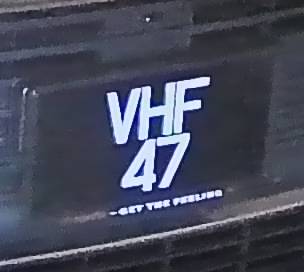 VHF
47
- GET THE FEELING